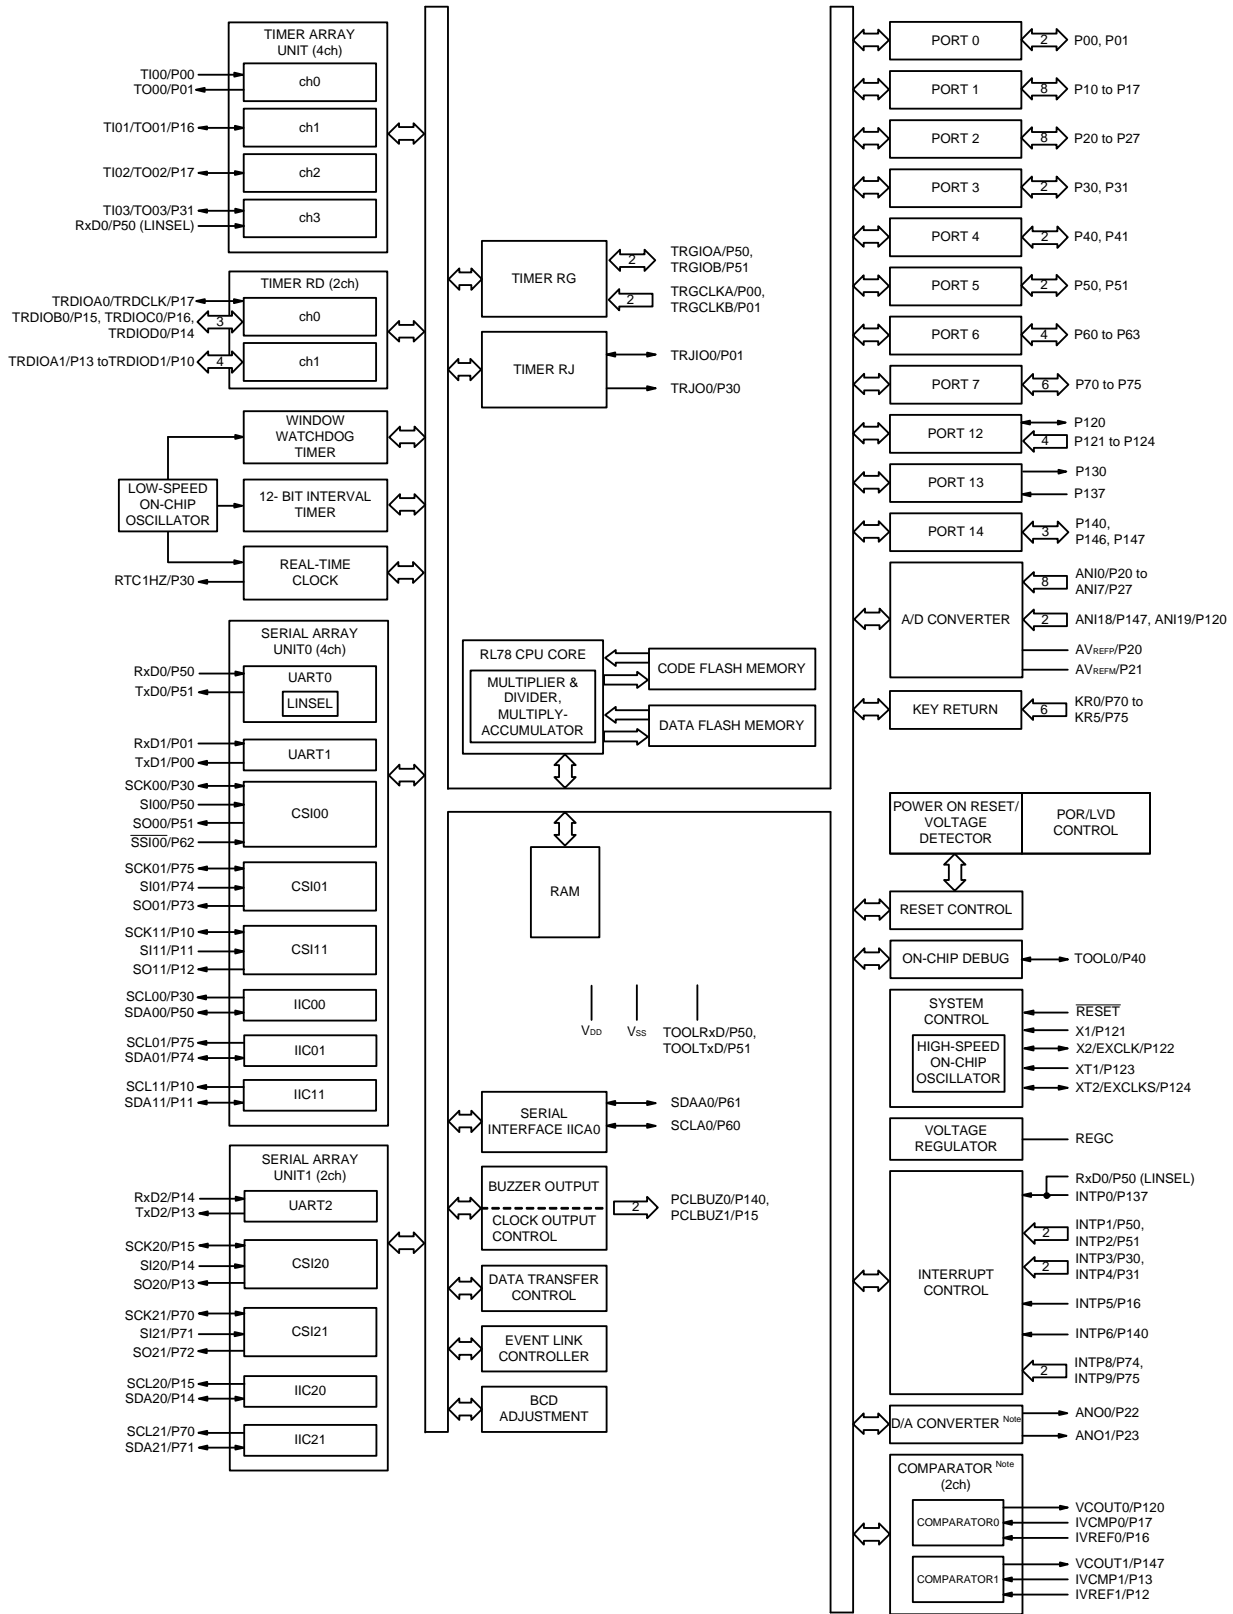 TIMER ARRAY
UNIT (4ch)
TI00/P00
TO00/P01
ch0
TI01/TO01/P16
ch1
TI02/TO02/P17
ch2
TI03/TO03/P31
RxD0/P50 (LINSEL)
ch3
TIMER RD (2ch)
TRDIOA0/TRDCLK/P17
TRDIOB0/P15, TRDIOC0/P16,
TRDIOD0/P14
3
ch0
TRDIOA1/P13 toTRDIOD1/P10
4
ch1
WINDOW
WATCHDOG
TIMER
LOW-SPEED
ON-CHIP
OSCILLATOR
12- BIT INTERVAL
TIMER
RTC1HZ/P30
REAL-TIME
CLOCK
SERIAL ARRAY
UNIT0 (4ch)
RxD0/P50
TxD0/P51
UART0
LINSEL
RxD1/P01
TxD1/P00
UART1
SCK00/P30
SI00/P50
SO00/P51
SSI00/P62
CSI00
SCK01/P75
SI01/P74
SO01/P73
CSI01
SCK11/P10
SI11/P11
SO11/P12
CSI11
SCL00/P30
SDA00/P50
IIC00
SCL01/P75
SDA01/P74
IIC01
SCL11/P10
SDA11/P11
IIC11
SERIAL ARRAY
UNIT1 (2ch)
RxD2/P14
TxD2/P13
UART2
SCK20/P15
SI20/P14
SO20/P13
CSI20
SCK21/P70
SI21/P71
SO21/P72
CSI21
SCL20/P15
SDA20/P14
IIC20
SCL21/P70
SDA21/P71
IIC21
TIMER RG
2
TRGIOA/P50,
TRGIOB/P51
2
TRGCLKA/P00,
TRGCLKB/P01
TIMER RJ
TRJIO0/P01
TRJO0/P30
RL78 CPU CORE
MULTIPLIER &
DIVIDER,
MULTIPLY-
ACCUMULATOR
CODE FLASH MEMORY
DATA FLASH MEMORY
RAM
VDD
VSS
TOOLRxD/P50,
TOOLTxD/P51
SERIAL
INTERFACE IICA0
SDAA0/P61
SCLA0/P60
BUZZER OUTPUT
CLOCK OUTPUT
CONTROL
2
PCLBUZ0/P140,
PCLBUZ1/P15
DATA TRANSFER
CONTROL
EVENT LINK
CONTROLLER
BCD
ADJUSTMENT
PORT 0
2
P00, P01
PORT 1
8
P10 to P17
PORT 2
8
P20 to P27
PORT 3
2
P30, P31
PORT 4
2
P40, P41
PORT 5
2
P50, P51
PORT 6
4
P60 to P63
PORT 7
6
P70 to P75
PORT 12
P120
4
P121 to P124
PORT 13
P130
P137
PORT 14
3
P140,
P146, P147
A/D CONVERTER
8
ANI0/P20 to
ANI7/P27
2
ANI18/P147, ANI19/P120
AVREFP/P20
AVREFM/P21
KEY RETURN
6
KR0/P70 to
KR5/P75
POWER ON RESET/
VOLTAGE
DETECTOR
POR/LVD
CONTROL
RESET CONTROL
ON-CHIP DEBUG
TOOL0/P40
SYSTEM
CONTROL
HIGH-SPEED
ON-CHIP
OSCILLATOR
RESET
X1/P121
X2/EXCLK/P122
XT1/P123
XT2/EXCLKS/P124
VOLTAGE
REGULATOR
REGC
INTERRUPT
CONTROL
RxD0/P50 (LINSEL)
INTP0/P137
2
INTP1/P50,
INTP2/P51
2
INTP3/P30,
INTP4/P31
INTP5/P16
INTP6/P140
2
INTP8/P74,
INTP9/P75
D/A CONVERTER Note
ANO0/P22
ANO1/P23
COMPARATOR Note
(2ch)
COMPARATOR0
VCOUT0/P120
IVCMP0/P17
IVREF0/P16
COMPARATOR1
VCOUT1/P147
IVCMP1/P13
IVREF1/P12